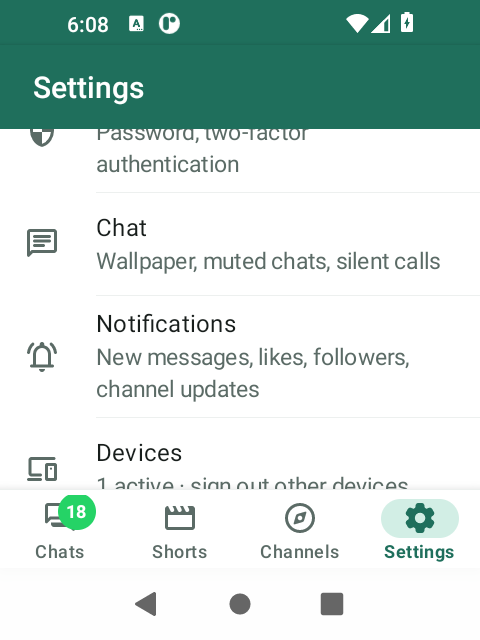 6:08
Settings
Password, two-factor
authentication
Chat
Wallpaper, muted chats, silent calls
Notifications
New messages, likes, followers,
channel updates
Devices
1 active · sign out other devices
18
Chats
Shorts
Channels
Settings